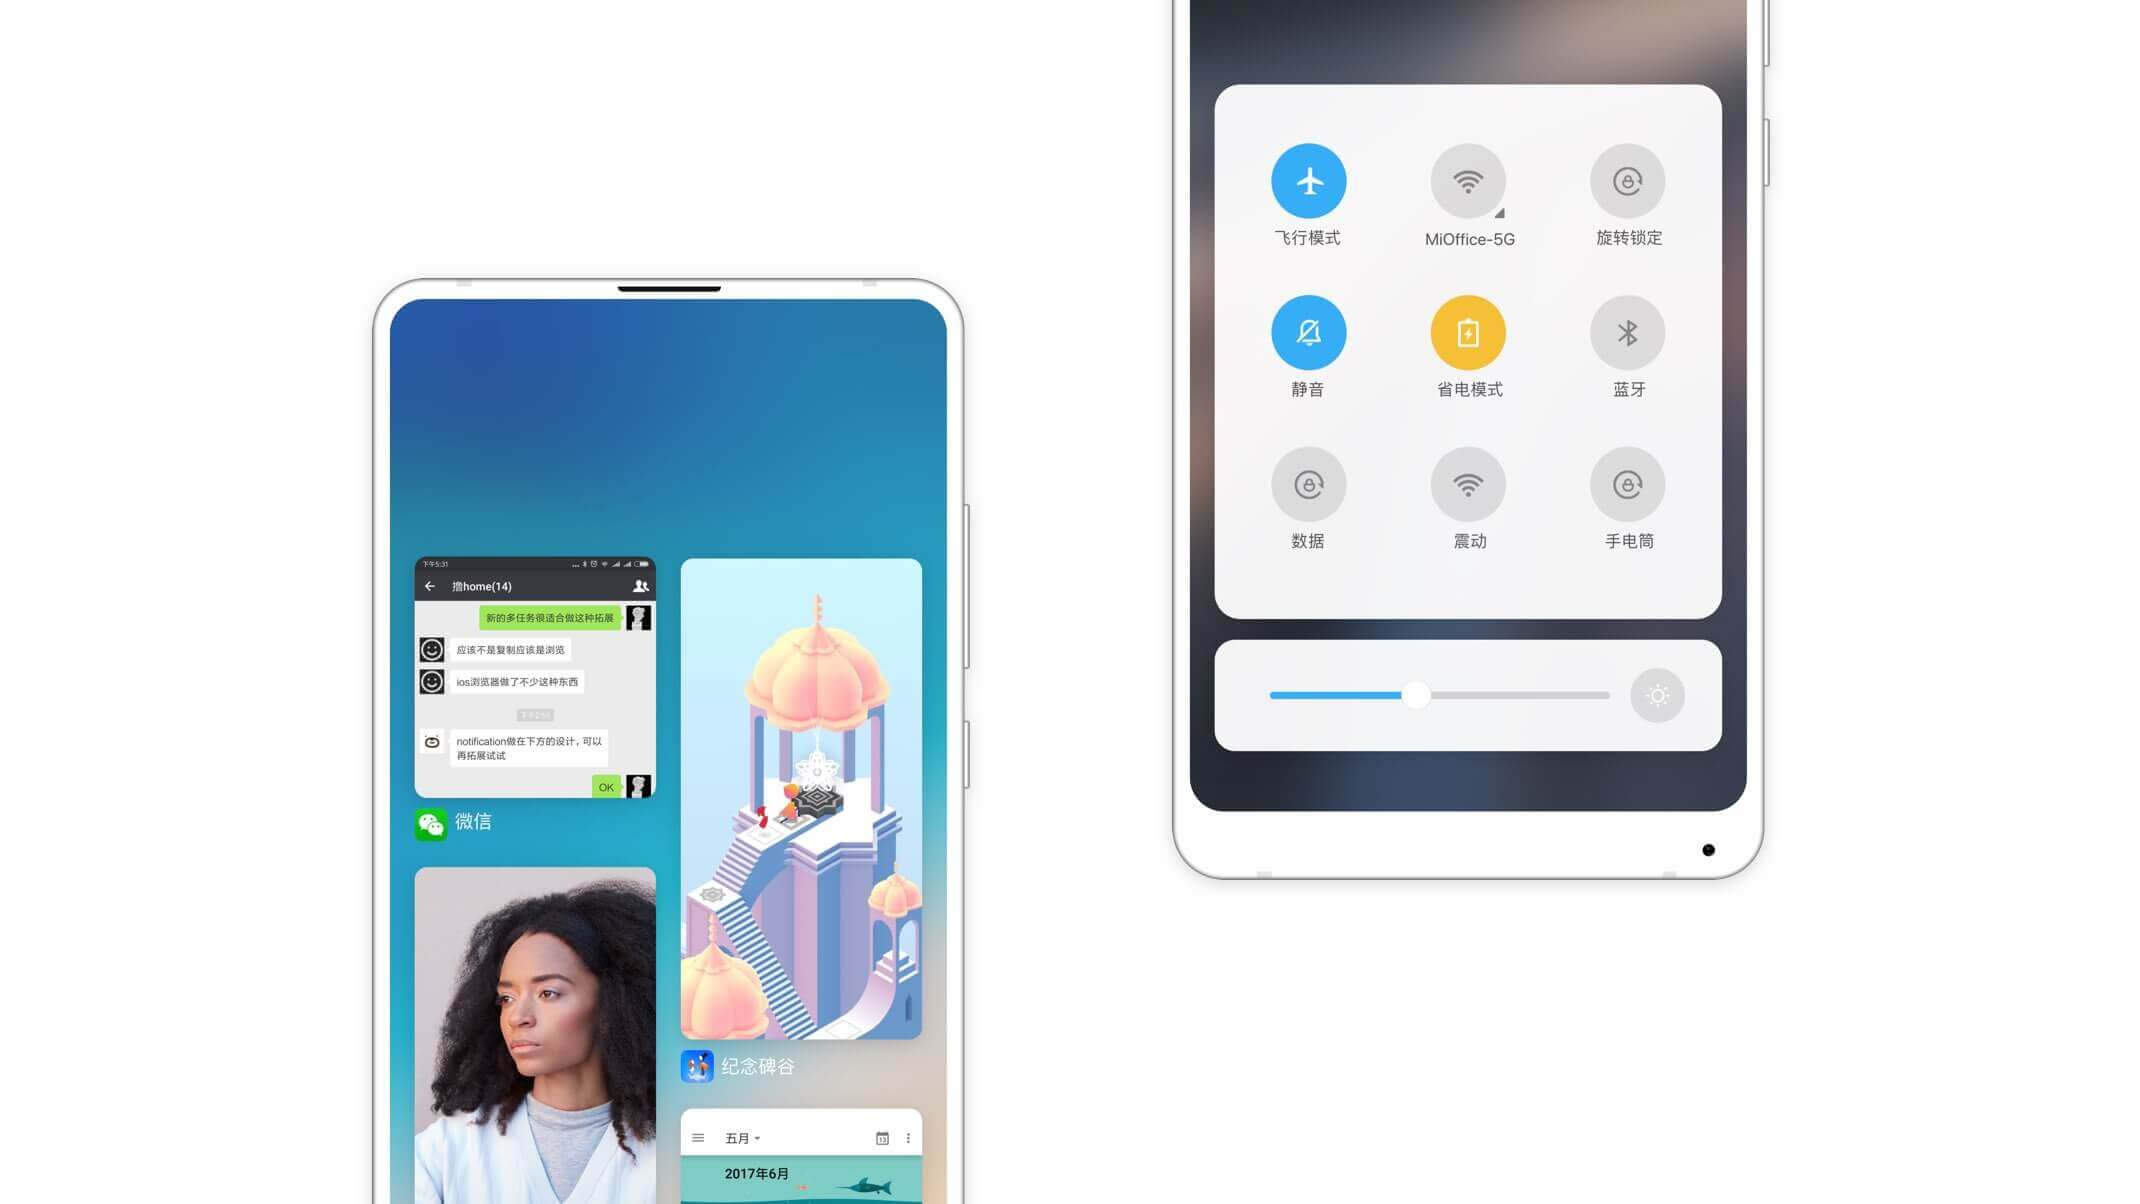 下午5:31
撸home(14)
新的多任务很适合做这种拓展
应该不是复制应该是浏览
ios浏览器做了不少这种东西
notification做在下方的设计，可以
再拓展试试
OK
微信
纪念碑谷
五月
13
2017年6月
飞行模式
MiOffice-5G
旋转锁定
静音
省电模式
蓝牙
数据
震动
手电筒